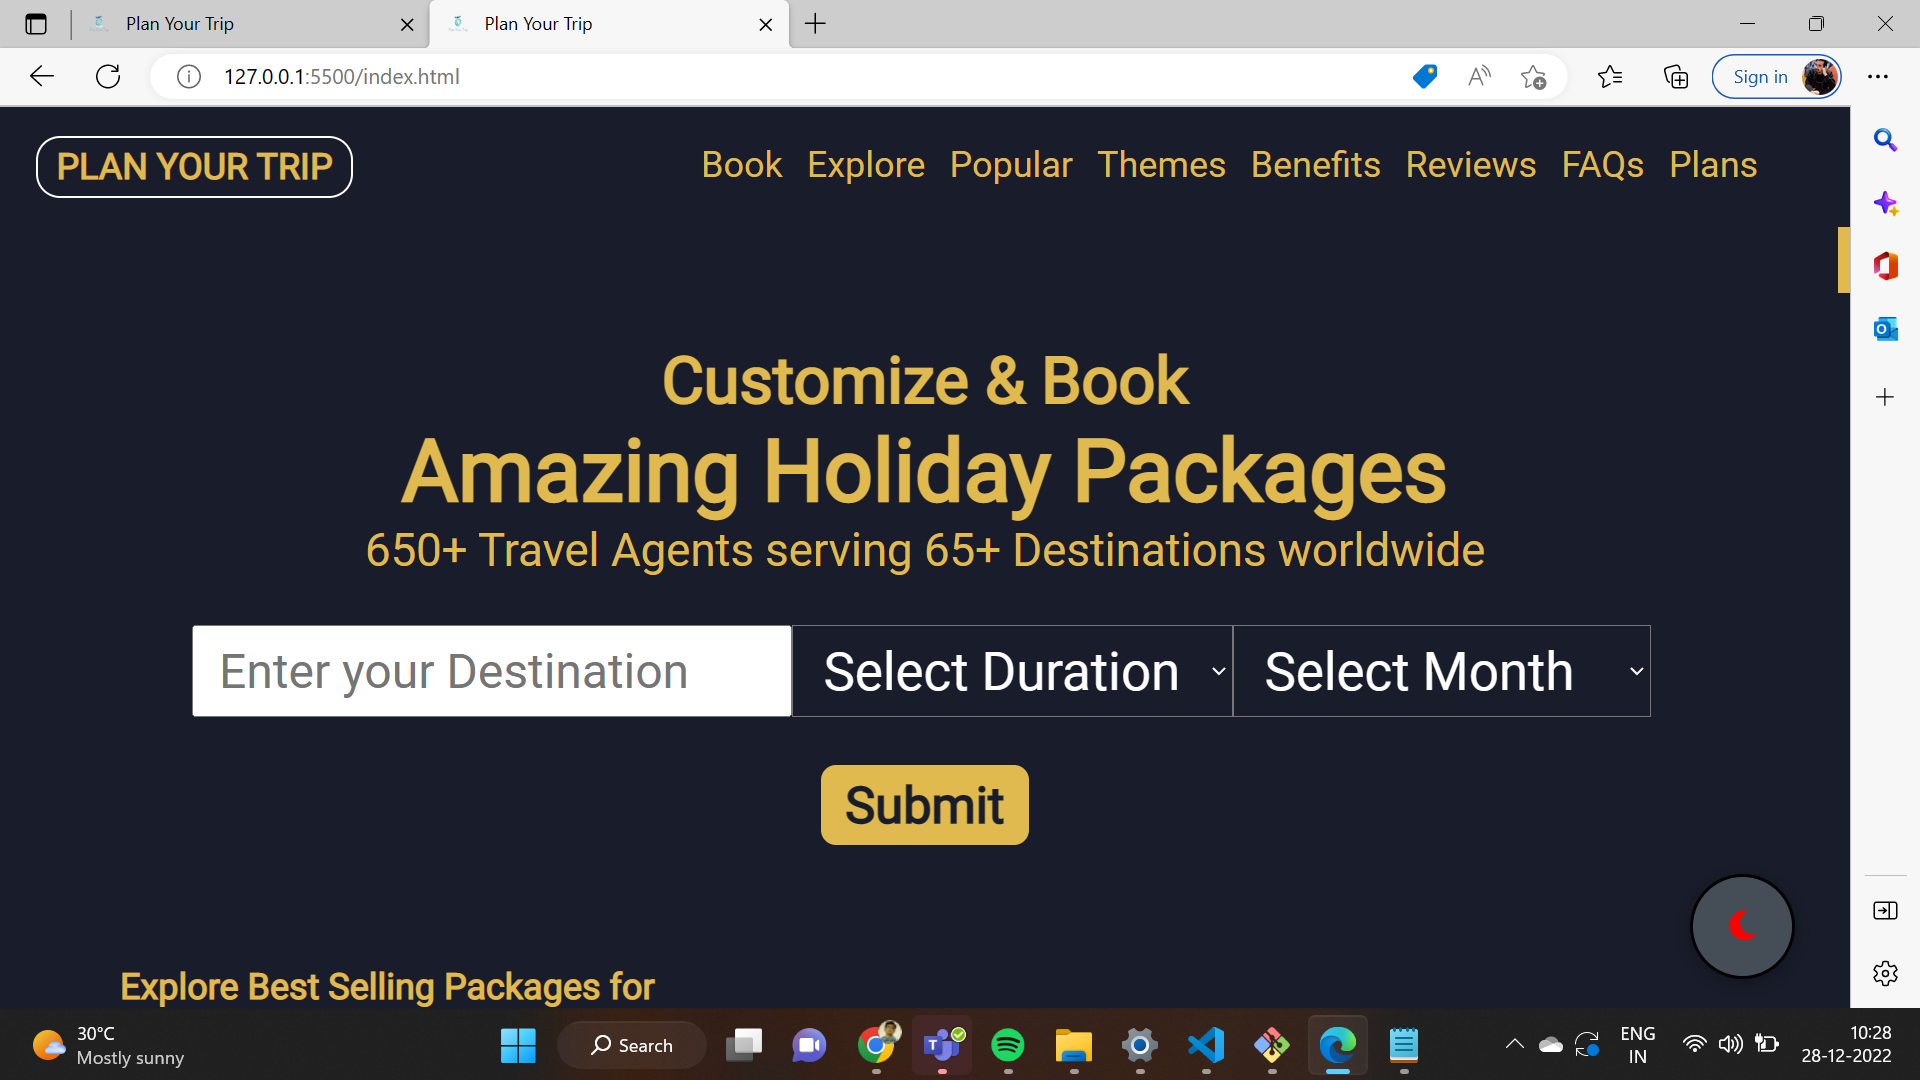 Plan Your Trip
Plan Your Trip
127.0.0.1:5500/index.html
Sign in
PLAN YOUR TRIP
Book Explore Popular Themes Benefits Reviews FAQs Plans
Customize & Book
Amazing Holiday Packages
650+ Travel Agents serving 65+ Destinations worldwide
Enter your Destination
Select Duration
Select Month
Submit
Explore Best Selling Packages for
30°C
Mostly sunny
Search
ENG
IN
10:28
28-12-2022